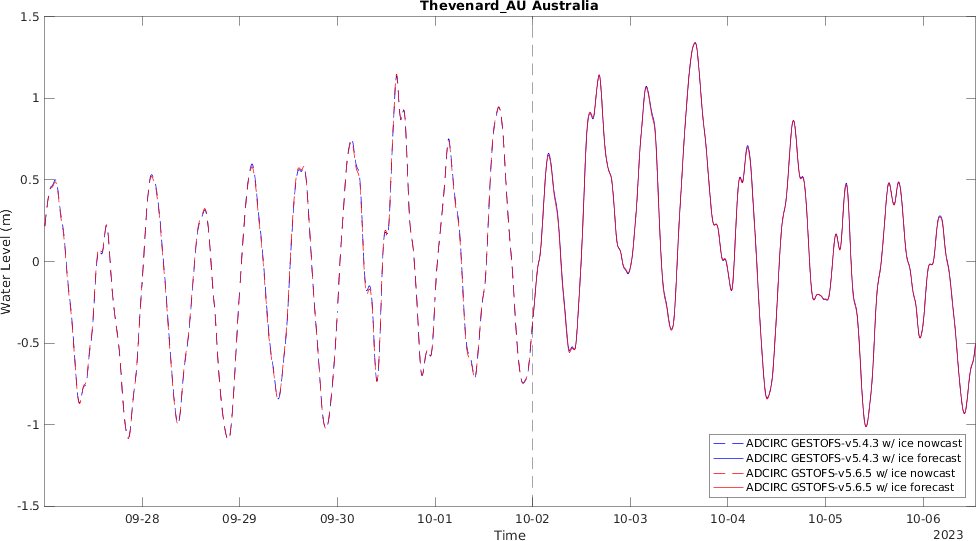 Thevenard_AU Australia
1.5
1
0.5
0
-0.5
-1
-1.5
Water Level (m)
ADCIRC GESTOFS-v5.4.3 w/ ice nowcast
ADCIRC GESTOFS-v5.4.3 w/ ice forecast
ADCIRC GSTOFS-v5.6.5 w/ ice nowcast
ADCIRC GSTOFS-v5.6.5 w/ ice forecast
09-28 09-29 09-30 10-01 10-02 10-03 10-04 10-05 10-06
Time
2023